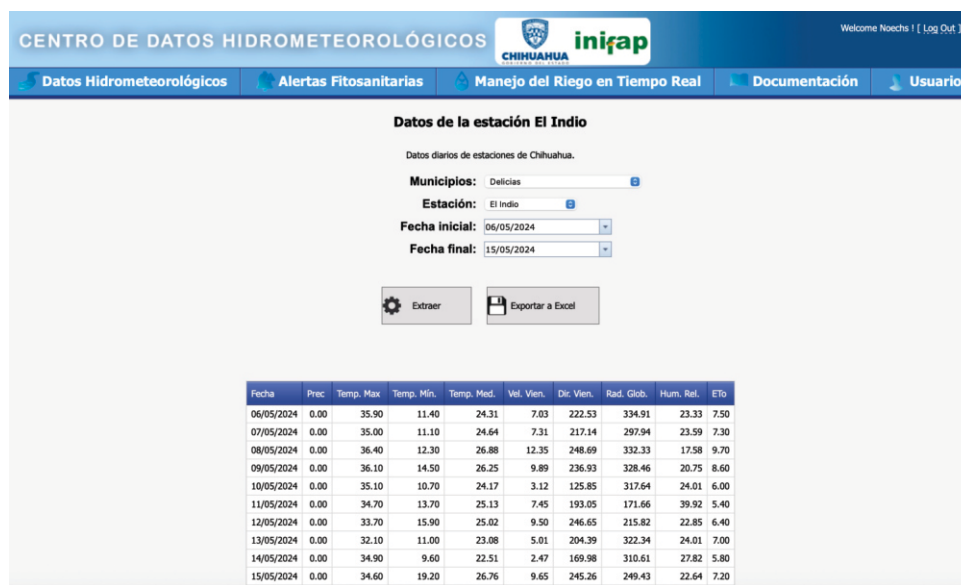 CENTRO DE DATOS HIDROMETEOROLÓGICOS
CHIHUAHUA
GOBIERNO DEL ESTADO
inifap
Welcome Noechs ! [ Log Out ]
Datos Hidrometeorológicos Alertas Fitosanitarias Manejo del Riego en Tiempo Real Documentación Usuario
Datos de la estación El Indio
Datos diarios de estaciones de Chihuahua.
Municipios: Delicias
Estación: El Indio
Fecha inicial: 06/05/2024
Fecha final: 15/05/2024
Extraer Exportar a Excel
Fecha Prec Temp. Max Temp. Mín. Temp. Med. Vel. Vien. Dir. Vien. Rad. Glob. Hum. Rel. ETo
06/05/2024 0.00 35.90 11.40 24.31 7.03 222.53 334.91 23.33 7.50
07/05/2024 0.00 35.00 11.10 24.64 7.31 217.14 297.94 23.59 7.30
08/05/2024 0.00 36.40 12.30 26.88 12.35 248.69 332.33 17.58 9.70
09/05/2024 0.00 36.10 14.50 26.25 9.89 236.93 328.46 20.75 8.60
10/05/2024 0.00 35.10 10.70 24.17 3.12 125.85 317.64 24.01 6.00
11/05/2024 0.00 34.70 13.70 25.13 7.45 193.05 171.66 39.92 5.40
12/05/2024 0.00 33.70 15.90 25.02 9.50 246.65 215.82 22.85 6.40
13/05/2024 0.00 32.10 11.00 23.08 5.01 204.39 322.34 24.01 7.00
14/05/2024 0.00 34.90 9.60 22.51 2.47 169.98 310.61 27.82 5.80
15/05/2024 0.00 34.60 19.20 26.76 9.65 245.26 249.43 22.64 7.20